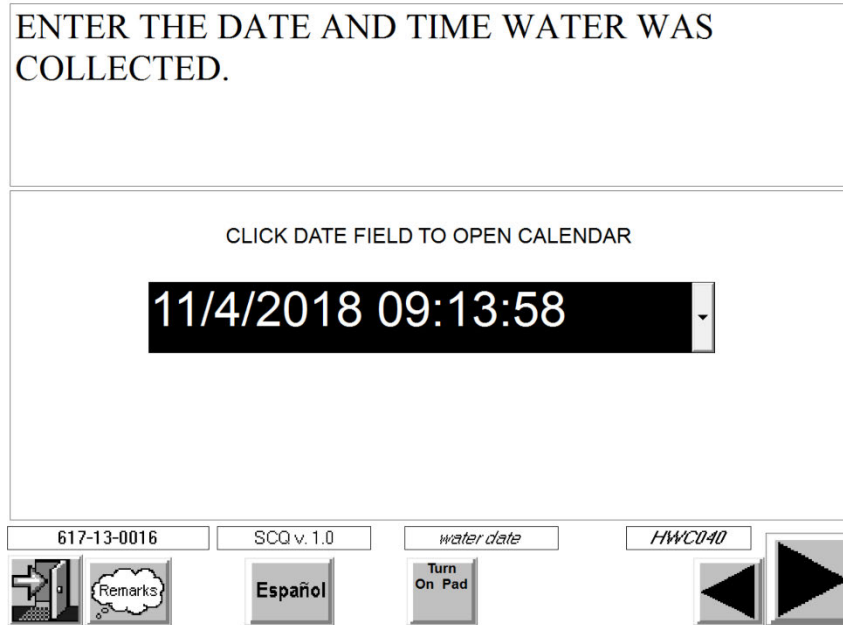 ENTER THE DATE AND TIME WATER WAS
COLLECTED.
CLICK DATE FIELD TO OPEN CALENDAR
11/4/2018 09:13:58
617-13-0016
SCQ v. 1.0
water date
HWC040
Remarks
Español
Turn
On Pad